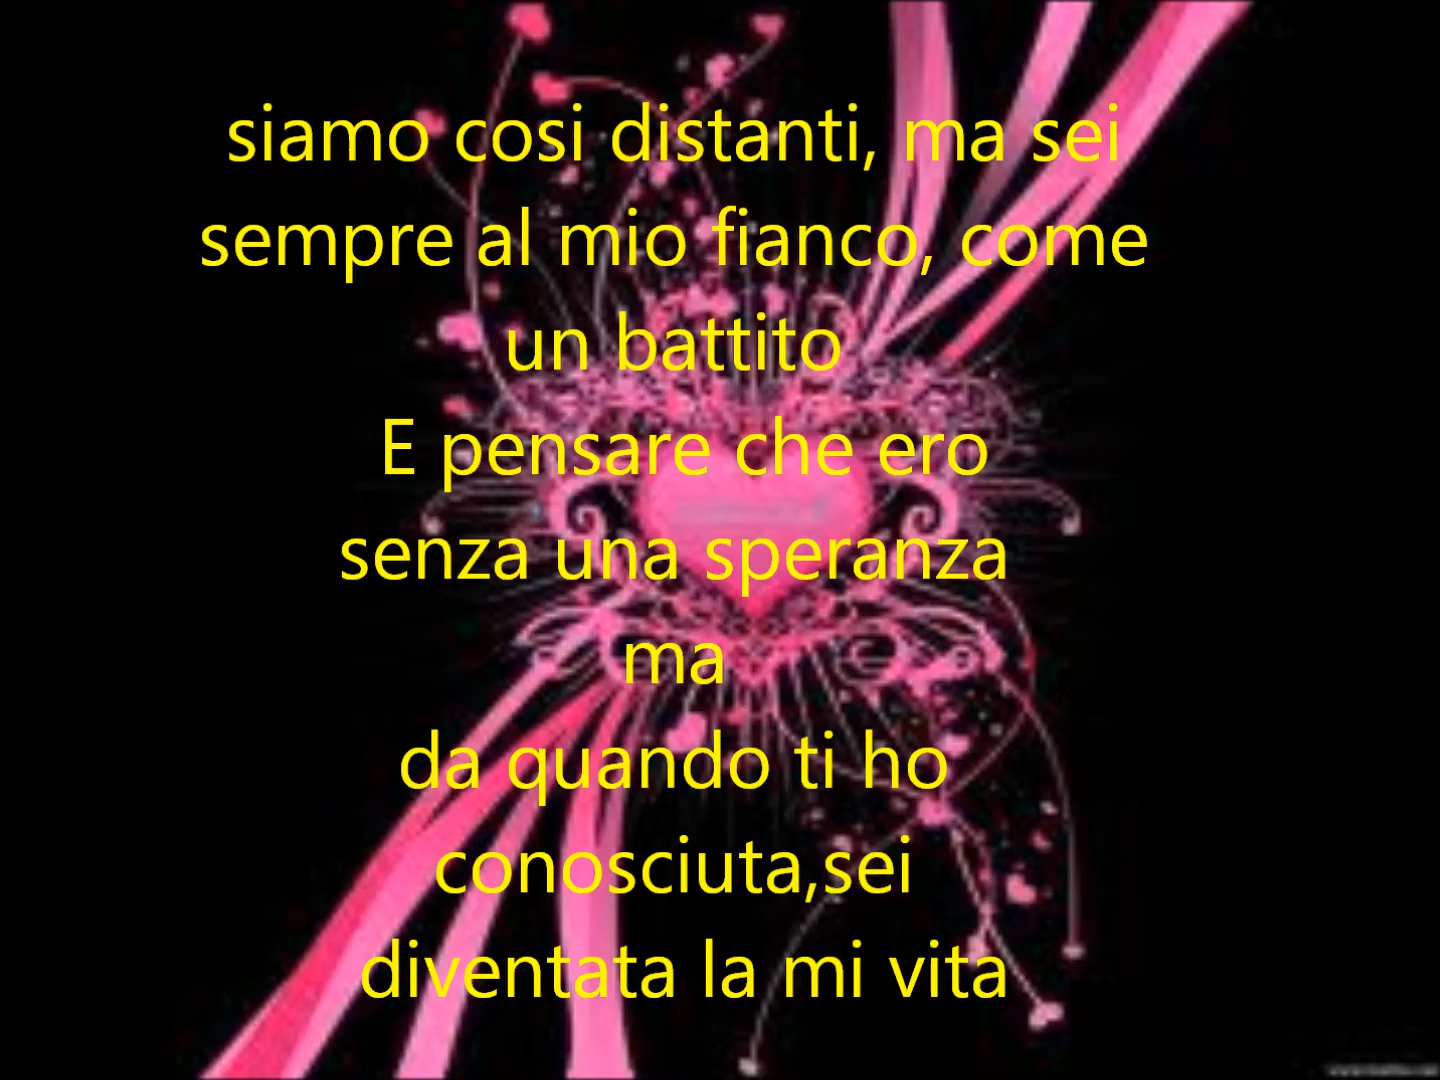 siamo cosi distanti, ma sei
sempre al mio fianco, come
un battito
E pensare che ero
senza una speranza
ma
da quando ti ho
conosciuta,sei
diventata la mi vita